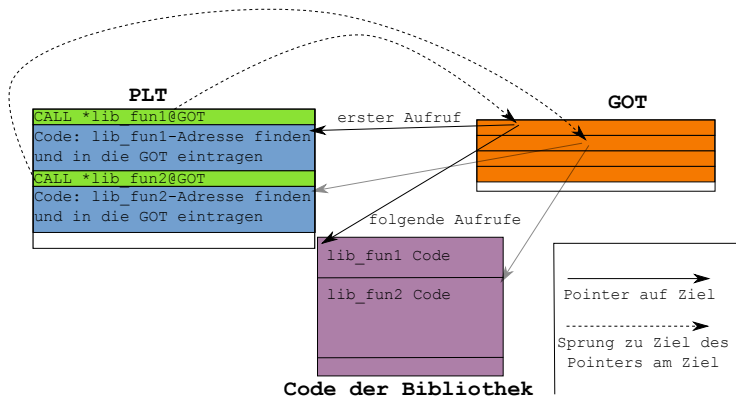 PLT
CALL *lib_fun1@GOT
Code: lib_fun1-Adresse finden
und in die GOT eintragen
CALL *lib_fun2@GOT
Code: lib_fun2-Adresse finden
und in die GOT eintragen
erster Aufruf
GOT
folgende Aufrufe
lib_fun1 Code
lib_fun2 Code
Code der Bibliothek
Pointer auf Ziel
Sprung zu Ziel des
Pointers am Ziel